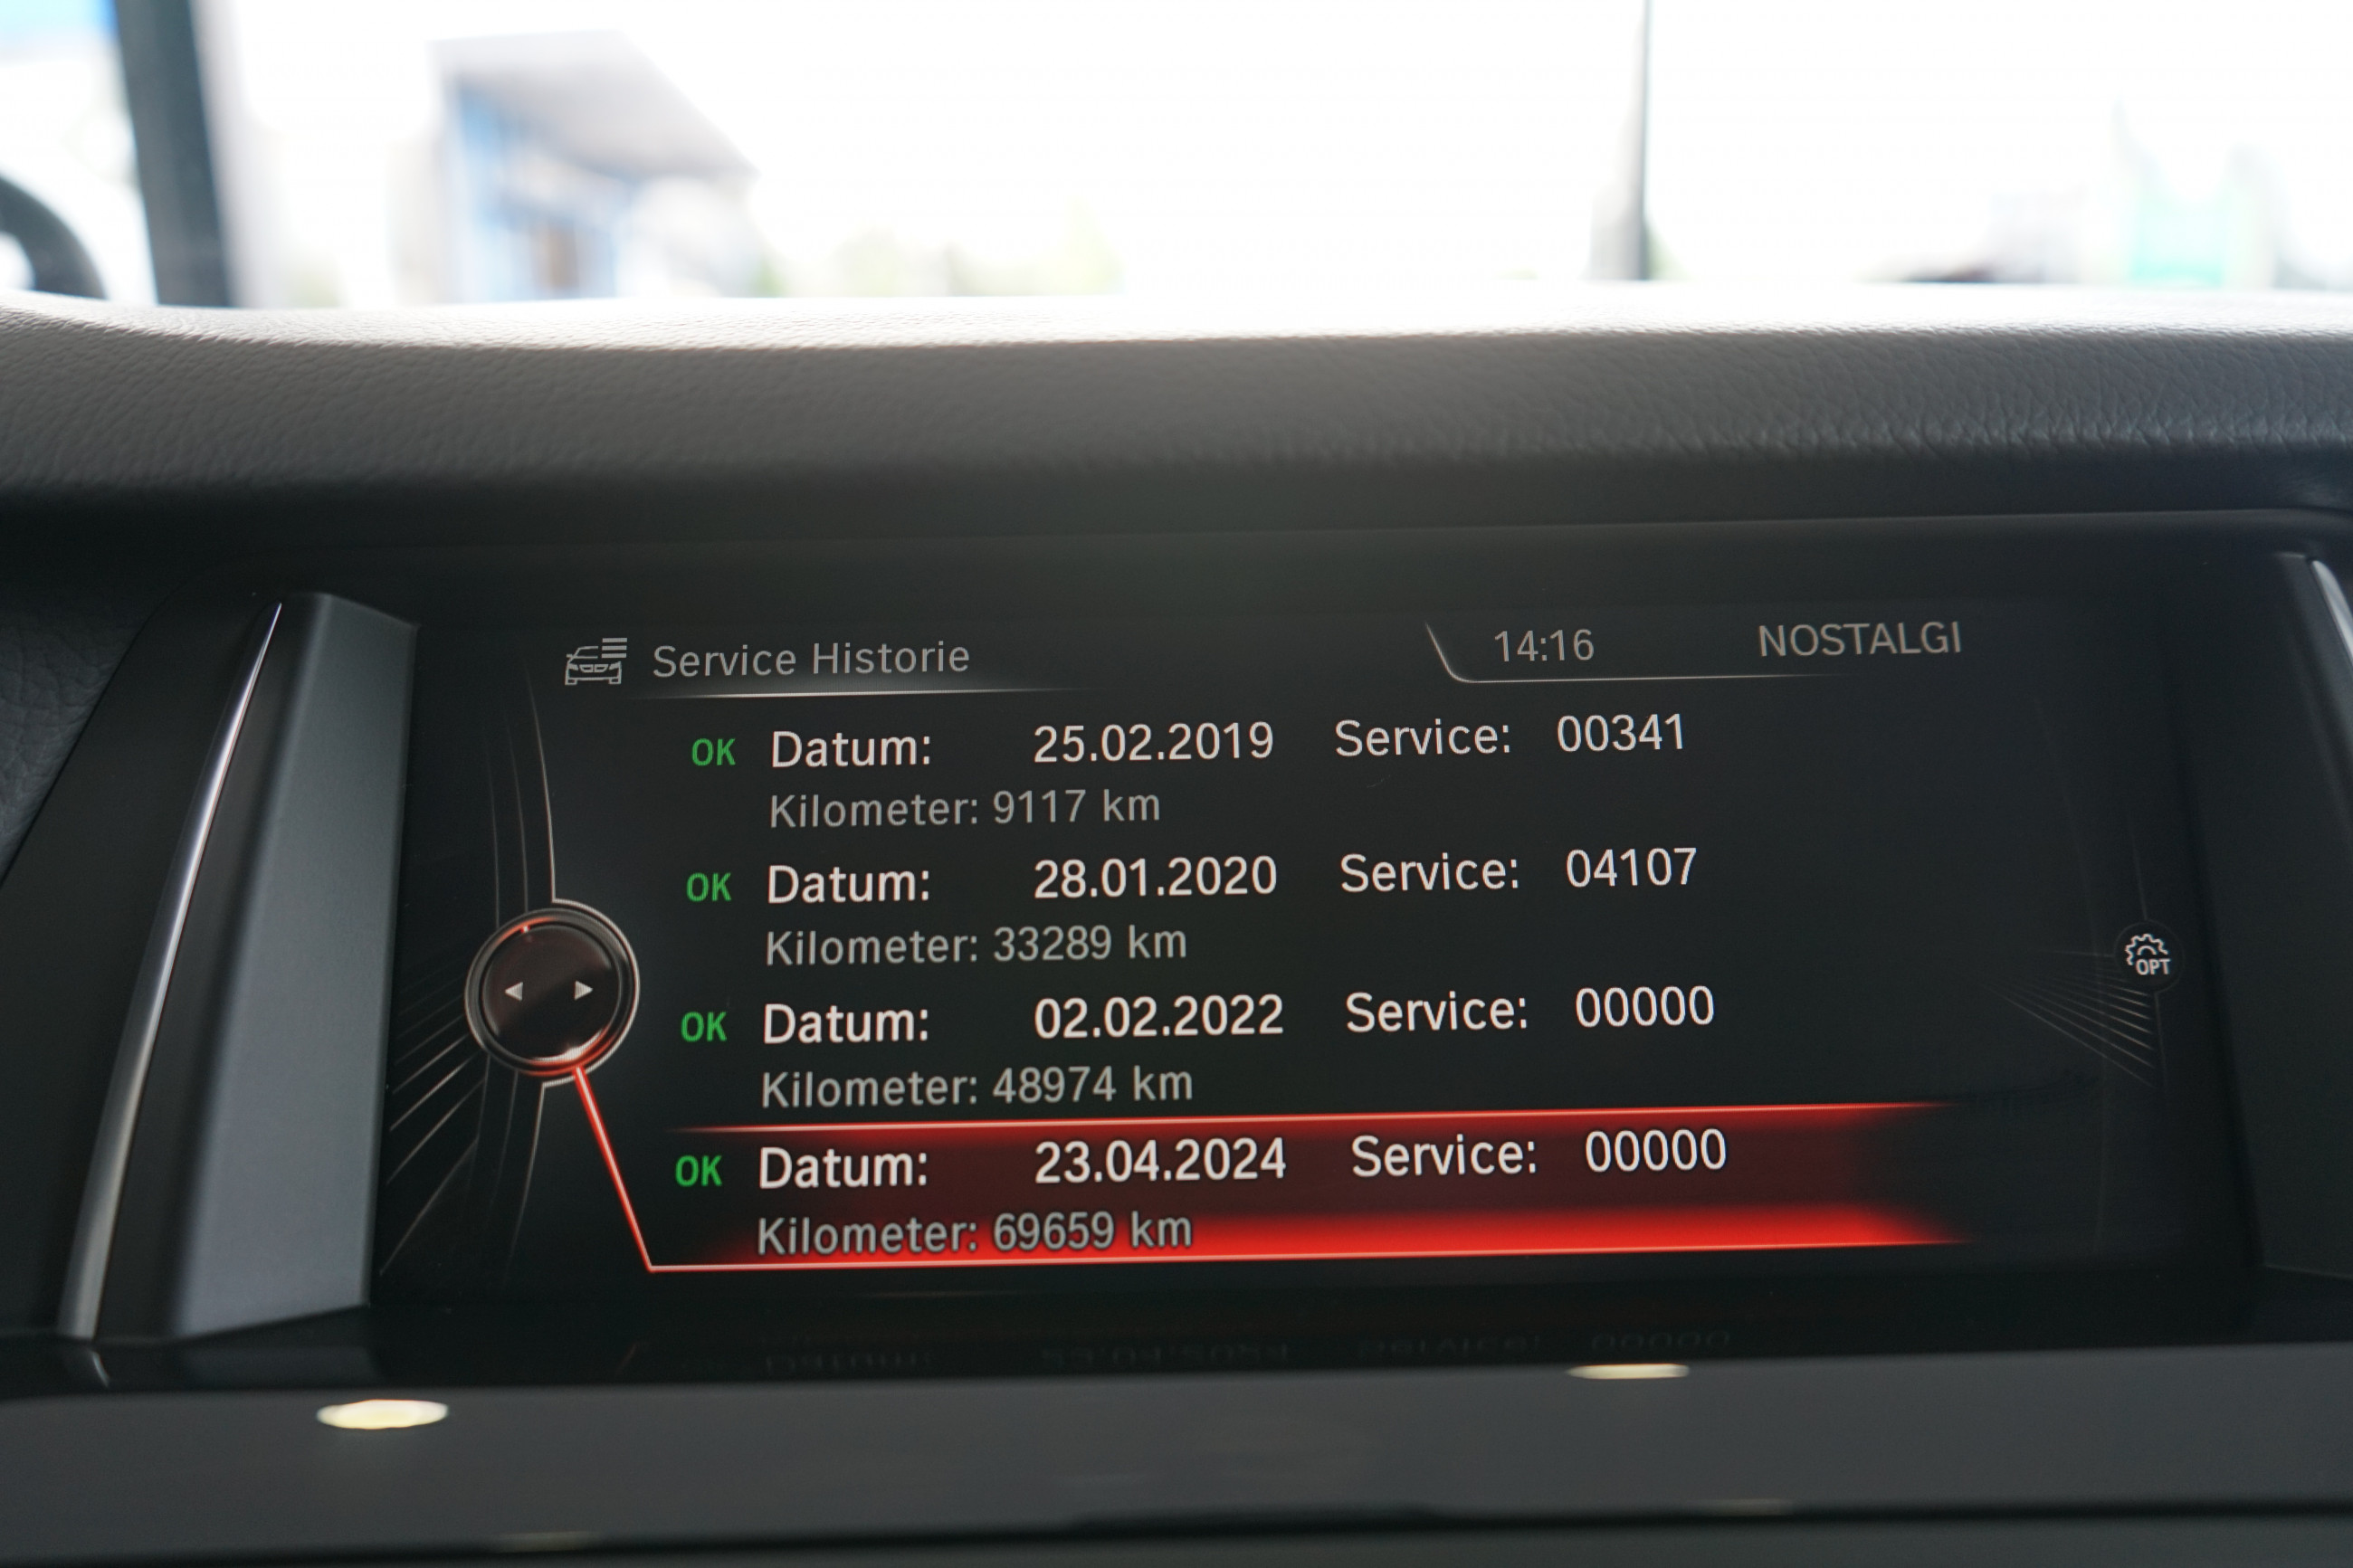 Service Historie 14:16 NOSTALGI
OK Datum: 25.02.2019 Service: 00341
Kilometer: 9117 km
OK Datum: 28.01.2020 Service: 04107
Kilometer: 33289 km
OK Datum: 02.02.2022 Service: 00000
Kilometer: 48974 km
OPT
OK Datum: 23.04.2024 Service: 00000
Kilometer: 69659 km